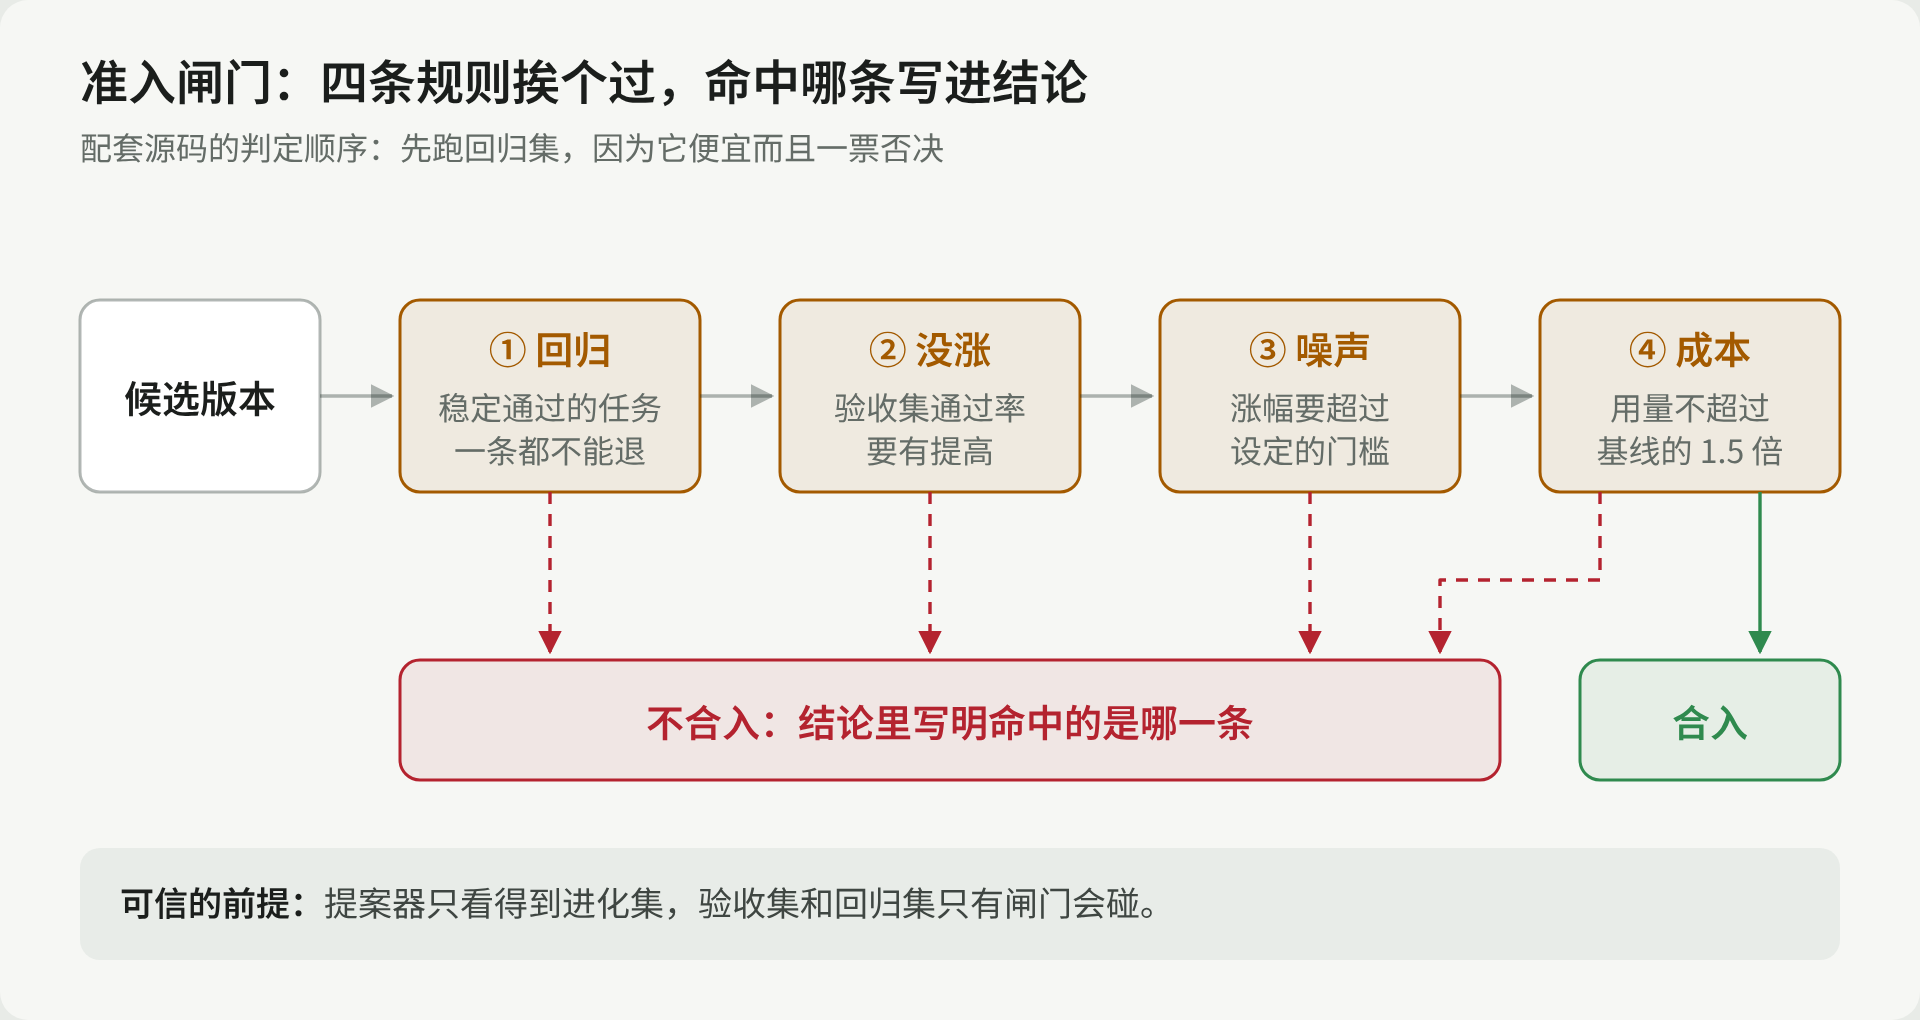 准入闸门：四条规则挨个过，命中哪条写进结论
配套源码的判定顺序：先跑回归集，因为它便宜而且一票否决
候选版本
① 回归
稳定通过的任务
一条都不能退
② 没涨
验收集通过率
要有提高
③ 噪声
涨幅要超过
设定的门槛
④ 成本
用量不超过
基线的 1.5 倍
不合入：结论里写明命中的是哪一条
合入
可信的前提：提案器只看得到进化集，验收集和回归集只有闸门会碰。